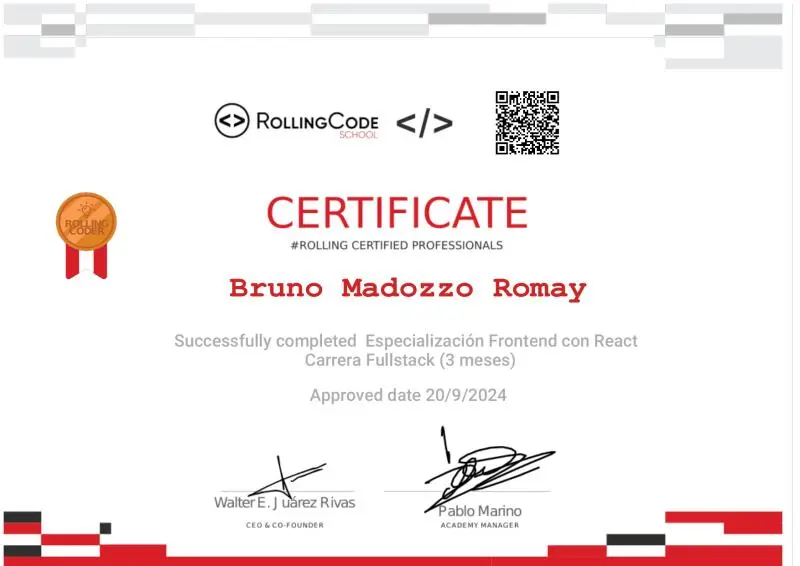 <> ROLLINGCODE </>
SCHOOL
ROLLING
CODER
CERTIFICATE
#ROLLING CERTIFIED PROFESSIONALS
Bruno Madozzo Romay
Successfully completed Especialización Frontend con React
Carrera Fullstack (3 meses)
Approved date 20/9/2024
Walter E. Juárez Rivas
CEO & CO-FOUNDER
Pablo Marino
ACADEMY MANAGER